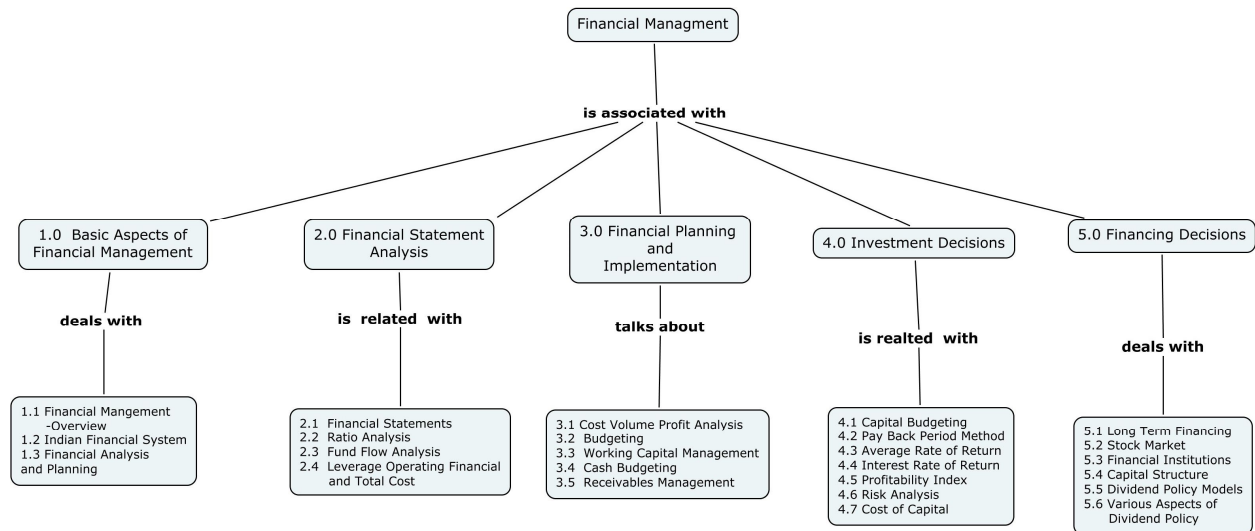 Financial Managment
is associated with
1.0 Basic Aspects of
Financial Management
2.0 Financial Statement
Analysis
3.0 Financial Planning
and
Implementation
4.0 Investment Decisions
5.0 Financing Decisions
deals with
is related with
talks about
is realted with
deals with
1.1 Financial Mangement
-Overview
1.2 Indian Financial System
1.3 Financial Analysis
and Planning
2.1 Financial Statements
2.2 Ratio Analysis
2.3 Fund Flow Analysis
2.4 Leverage Operating Financial
and Total Cost
3.1 Cost Volume Profit Analysis
3.2 Budgeting
3.3 Working Capital Management
3.4 Cash Budgeting
3.5 Receivables Management
4.1 Capital Budgeting
4.2 Pay Back Period Method
4.3 Average Rate of Return
4.4 Interest Rate of Return
4.5 Profitability Index
4.6 Risk Analysis
4.7 Cost of Capital
5.1 Long Term Financing
5.2 Stock Market
5.3 Financial Institutions
5.4 Capital Structure
5.5 Dividend Policy Models
5.6 Various Aspects of
Dividend Policy